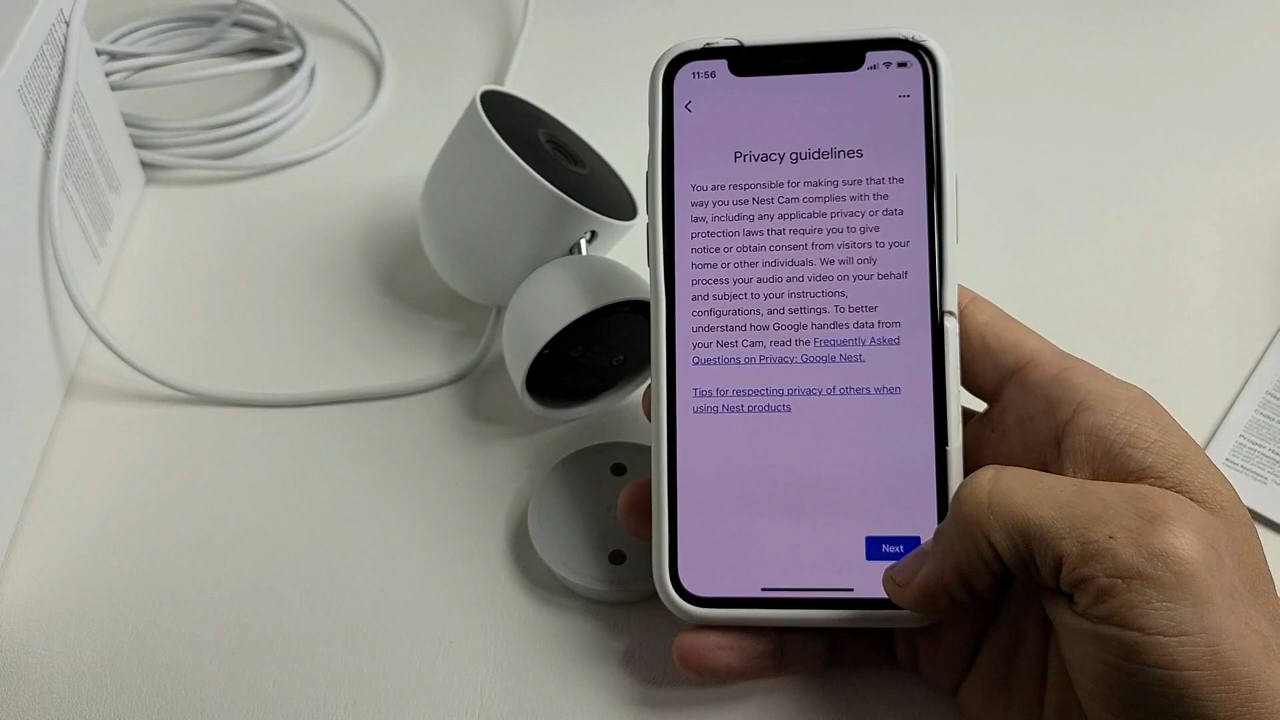 11:56
Privacy guidelines
You are responsible for making sure that the
way you use Nest Cam complies with the
law, including any applicable privacy or data
protection laws that require you to give
notice or obtain consent from visitors to your
home or other individuals. We will only
process your audio and video on your behalf
and subject to your instructions,
configurations, and settings. To better
understand how Google handles data from
your Nest Cam, read the Frequently Asked
Questions on Privacy: Google Nest.
Tips for respecting privacy of others when
using Nest products
Next